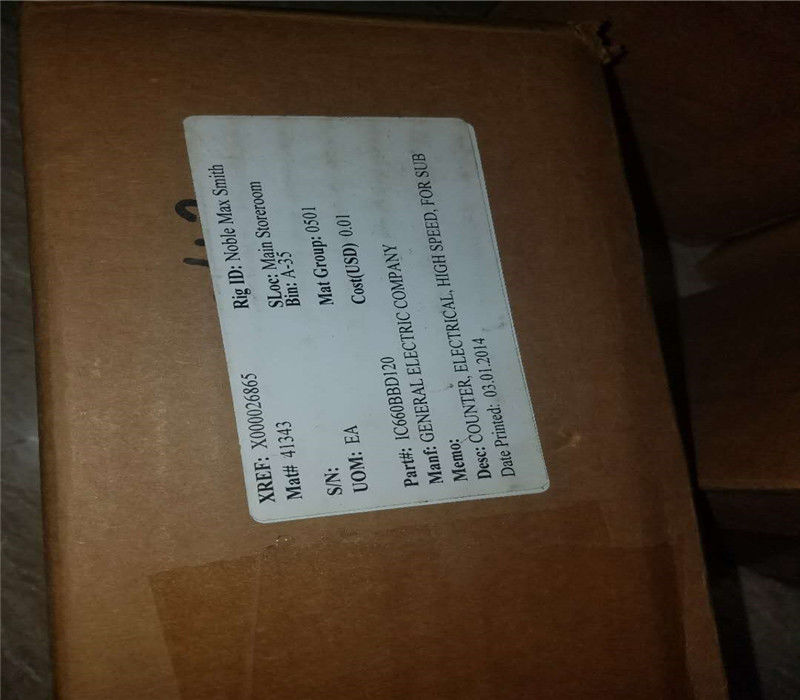 XREF: X000026865 Rig ID: Noble Max Smith
Mat# 41343 SLoc: Main Storeroom
Bin: A-35
S/N: Mat Group: 0501
UOM: EA Cost(USD) 0.01
Part#: IC660BBD120
Manf: GENERAL ELECTRIC COMPANY
Memo:
Desc: COUNTER, ELECTRICAL, HIGH SPEED, FOR SUB
Date Printed: 03.01.2014